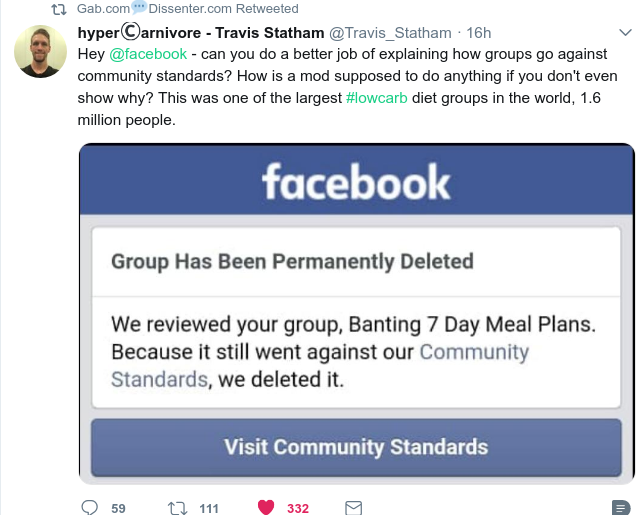 Gab.com💬Dissenter.com Retweeted
hyperⒸarnivore - Travis Statham @Travis_Statham · 16h
Hey @facebook - can you do a better job of explaining how groups go against
community standards? How is a mod supposed to do anything if you don't even
show why? This was one of the largest #lowcarb diet groups in the world, 1.6
million people.
facebook
Group Has Been Permanently Deleted
We reviewed your group, Banting 7 Day Meal Plans.
Because it still went against our Community
Standards, we deleted it.
Visit Community Standards
59 111 332